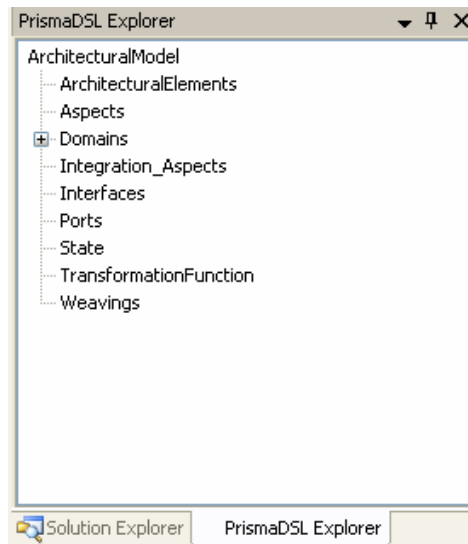 PrismaDSL Explorer
ArchitecturalModel
ArchitecturalElements
Aspects
Domains
Integration_Aspects
Interfaces
Ports
State
TransformationFunction
Weavings
Solution Explorer PrismaDSL Explorer